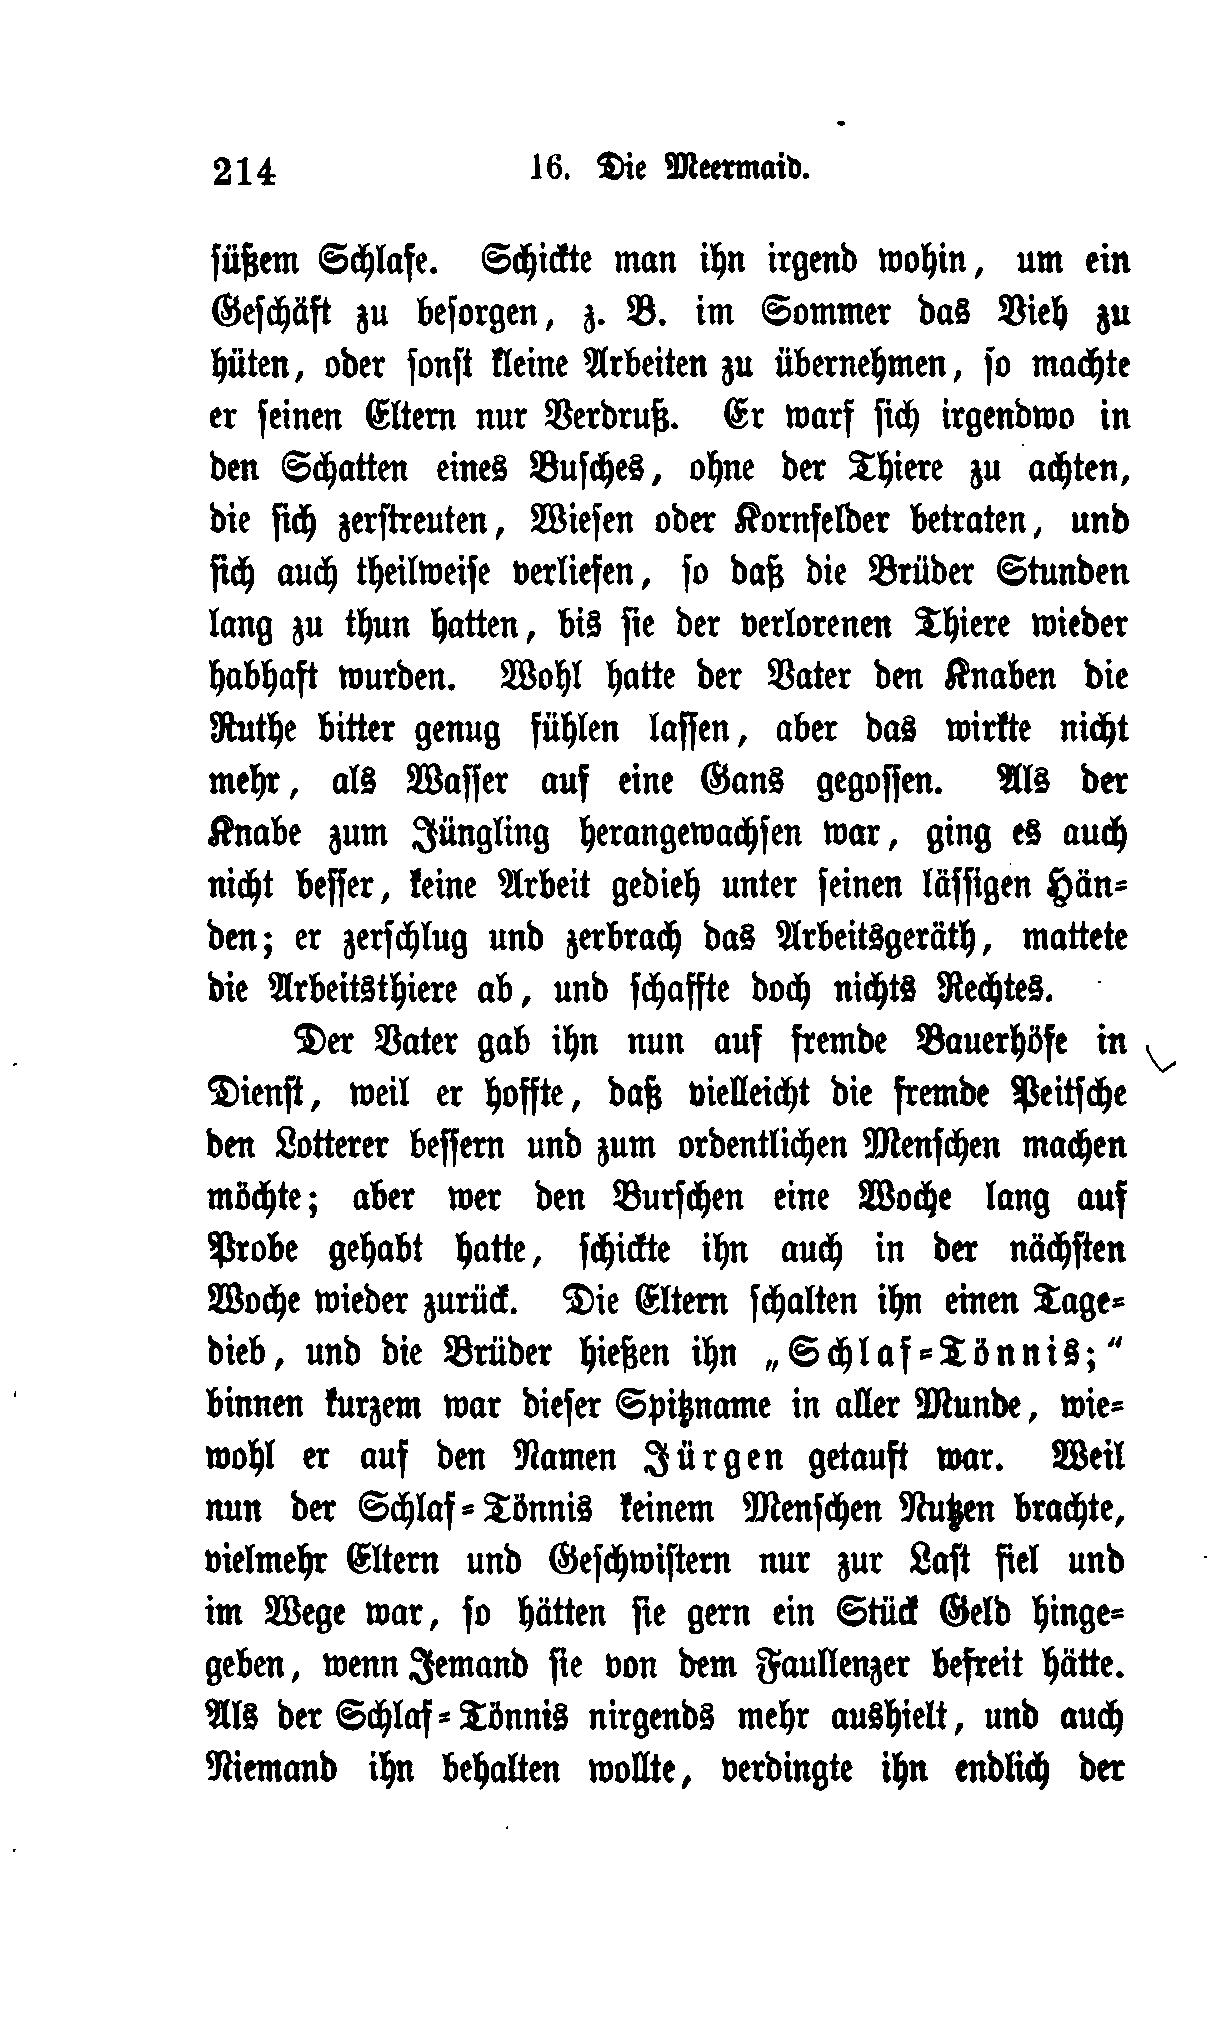 214 16. Die Meermaid.
süßem Schlafe. Schickte man ihn irgend wohin, um ein
Geschäft zu besorgen, z. B. im Sommer das Vieh zu
hüten, oder sonst kleine Arbeiten zu übernehmen, so machte
er seinen Eltern nur Verdruß. Er warf sich irgendwo in
den Schatten eines Busches, ohne der Thiere zu achten,
die sich zerstreuten, Wiesen oder Kornfelder betraten, und
sich auch theilweise verliefen, so daß die Brüder Stunden
lang zu thun hatten, bis sie der verlorenen Thiere wieder
habhaft wurden. Wohl hatte der Vater den Knaben die
Ruthe bitter genug fühlen lassen, aber das wirkte nicht
mehr, als Wasser auf eine Gans gegossen. Als der
Knabe zum Jüngling herangewachsen war, ging es auch
nicht besser, keine Arbeit gedieh unter seinen lässigen Hän-
den; er zerschlug und zerbrach das Arbeitsgeräth, mattete
die Arbeitsthiere ab, und schaffte doch nichts Rechtes.
Der Vater gab ihn nun auf fremde Bauerhöfe in
Dienst, weil er hoffte, daß vielleicht die fremde Peitsche
den Lotterer bessern und zum ordentlichen Menschen machen
möchte; aber wer den Burschen eine Woche lang auf
Probe gehabt hatte, schickte ihn auch in der nächsten
Woche wieder zurück. Die Eltern schalten ihn einen Tage-
dieb, und die Brüder hießen ihn „Schlaf-Tönnis;“
binnen kurzem war dieser Spitzname in aller Munde, wie-
wohl er auf den Namen Jürgen getauft war. Weil
nun der Schlaf-Tönnis keinem Menschen Nutzen brachte,
vielmehr Eltern und Geschwistern nur zur Last fiel und
im Wege war, so hätten sie gern ein Stück Geld hinge-
geben, wenn Jemand sie von dem Faullenzer befreit hätte.
Als der Schlaf-Tönnis nirgends mehr aushielt, und auch
Niemand ihn behalten wollte, verdingte ihn endlich der